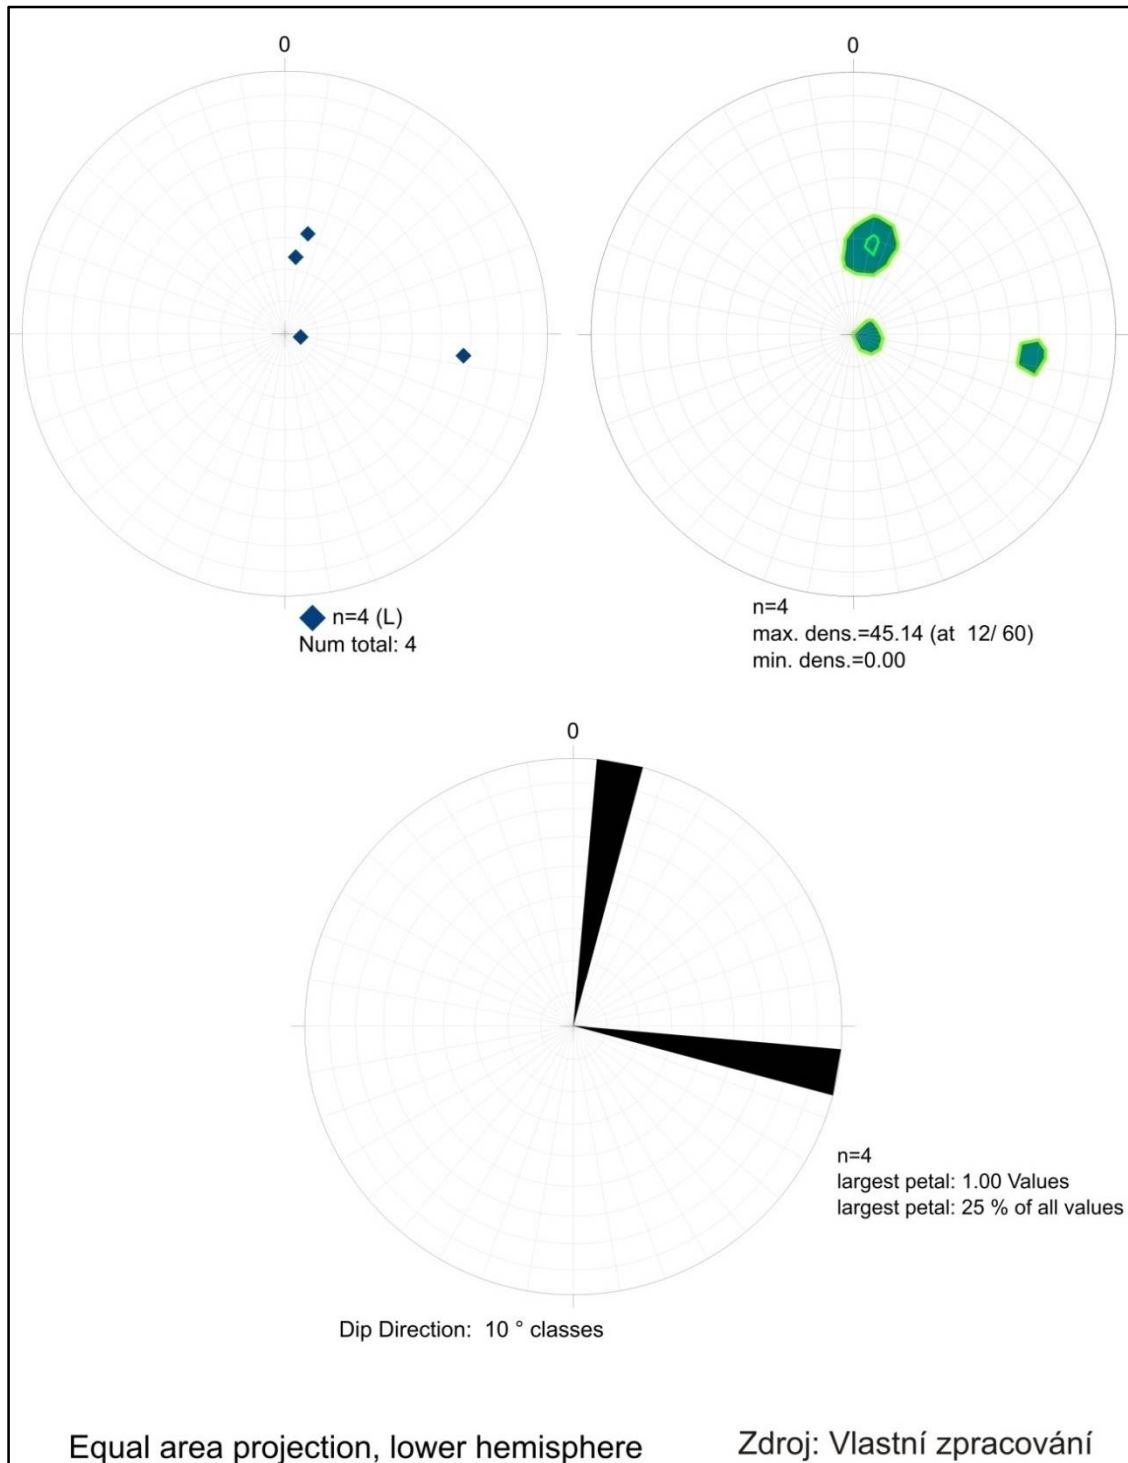 0
0
n=4 (L)
Num total: 4
n=4
max. dens.=45.14 (at  12/ 60)
min. dens.=0.00
0
n=4
largest petal: 1.00 Values
largest petal: 25 % of all values
Dip Direction:  10 ° classes
Equal area projection, lower hemisphere
Zdroj: Vlastní zpracování